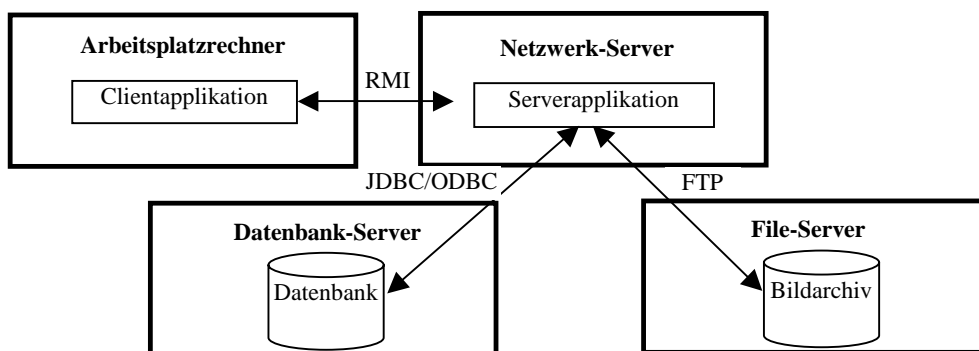 Arbeitsplatzrechner
Clientapplikation
RMI
Netzwerk-Server
Serverapplikation
JDBC/ODBC
FTP
Datenbank-Server
Datenbank
File-Server
Bildarchiv